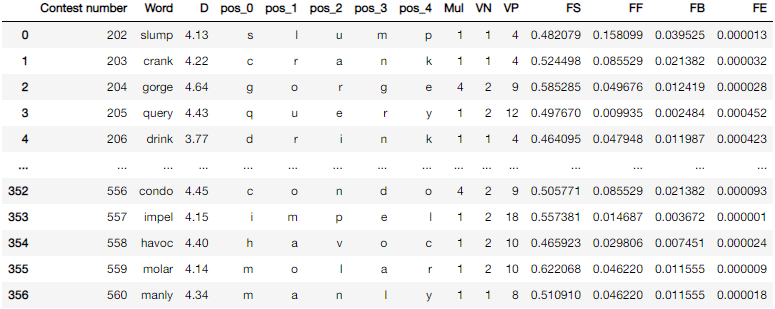 Contest number Word D pos_0 pos_1 pos_2 pos_3 pos_4 Mul VN VP FS FF FB FE
0 202 slump 4.13 s l u m p 1 1 4 0.482079 0.158099 0.039525 0.000013
1 203 crank 4.22 c r a n k 1 1 4 0.524498 0.085529 0.021382 0.000032
2 204 gorge 4.64 g o r g e 4 2 9 0.585285 0.049676 0.012419 0.000028
3 205 query 4.43 q u e r y 1 2 12 0.497670 0.009935 0.002484 0.000452
4 206 drink 3.77 d r i n k 1 1 4 0.464095 0.047948 0.011987 0.000423
... ... ... ... ... ... ... ... ... ... ... ... ... ... ... ...
352 556 condo 4.45 c o n d o 4 2 9 0.505771 0.085529 0.021382 0.000093
353 557 impel 4.15 i m p e l 1 2 18 0.557381 0.014687 0.003672 0.000001
354 558 havoc 4.40 h a v o c 1 2 10 0.465923 0.029806 0.007451 0.000024
355 559 molar 4.14 m o l a r 1 2 10 0.622068 0.046220 0.011555 0.000009
356 560 manly 4.34 m a n l y 1 1 8 0.510910 0.046220 0.011555 0.000018